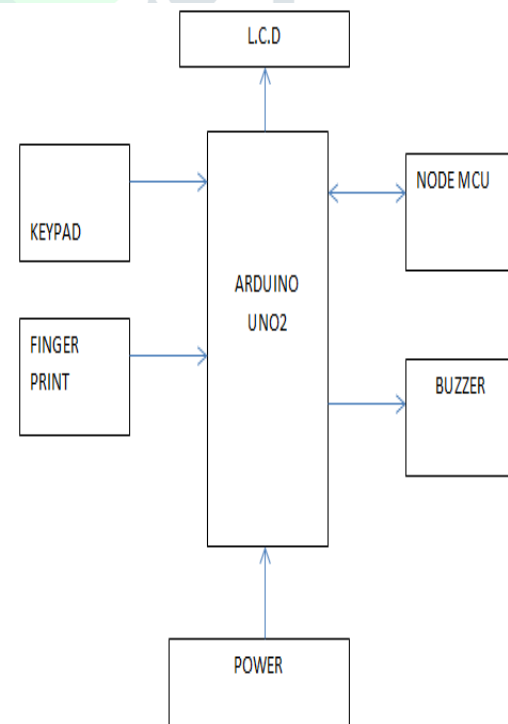 L.C.D
KEYPAD
NODE MCU
ARDUINO
UNO2
FINGER
PRINT
BUZZER
POWER